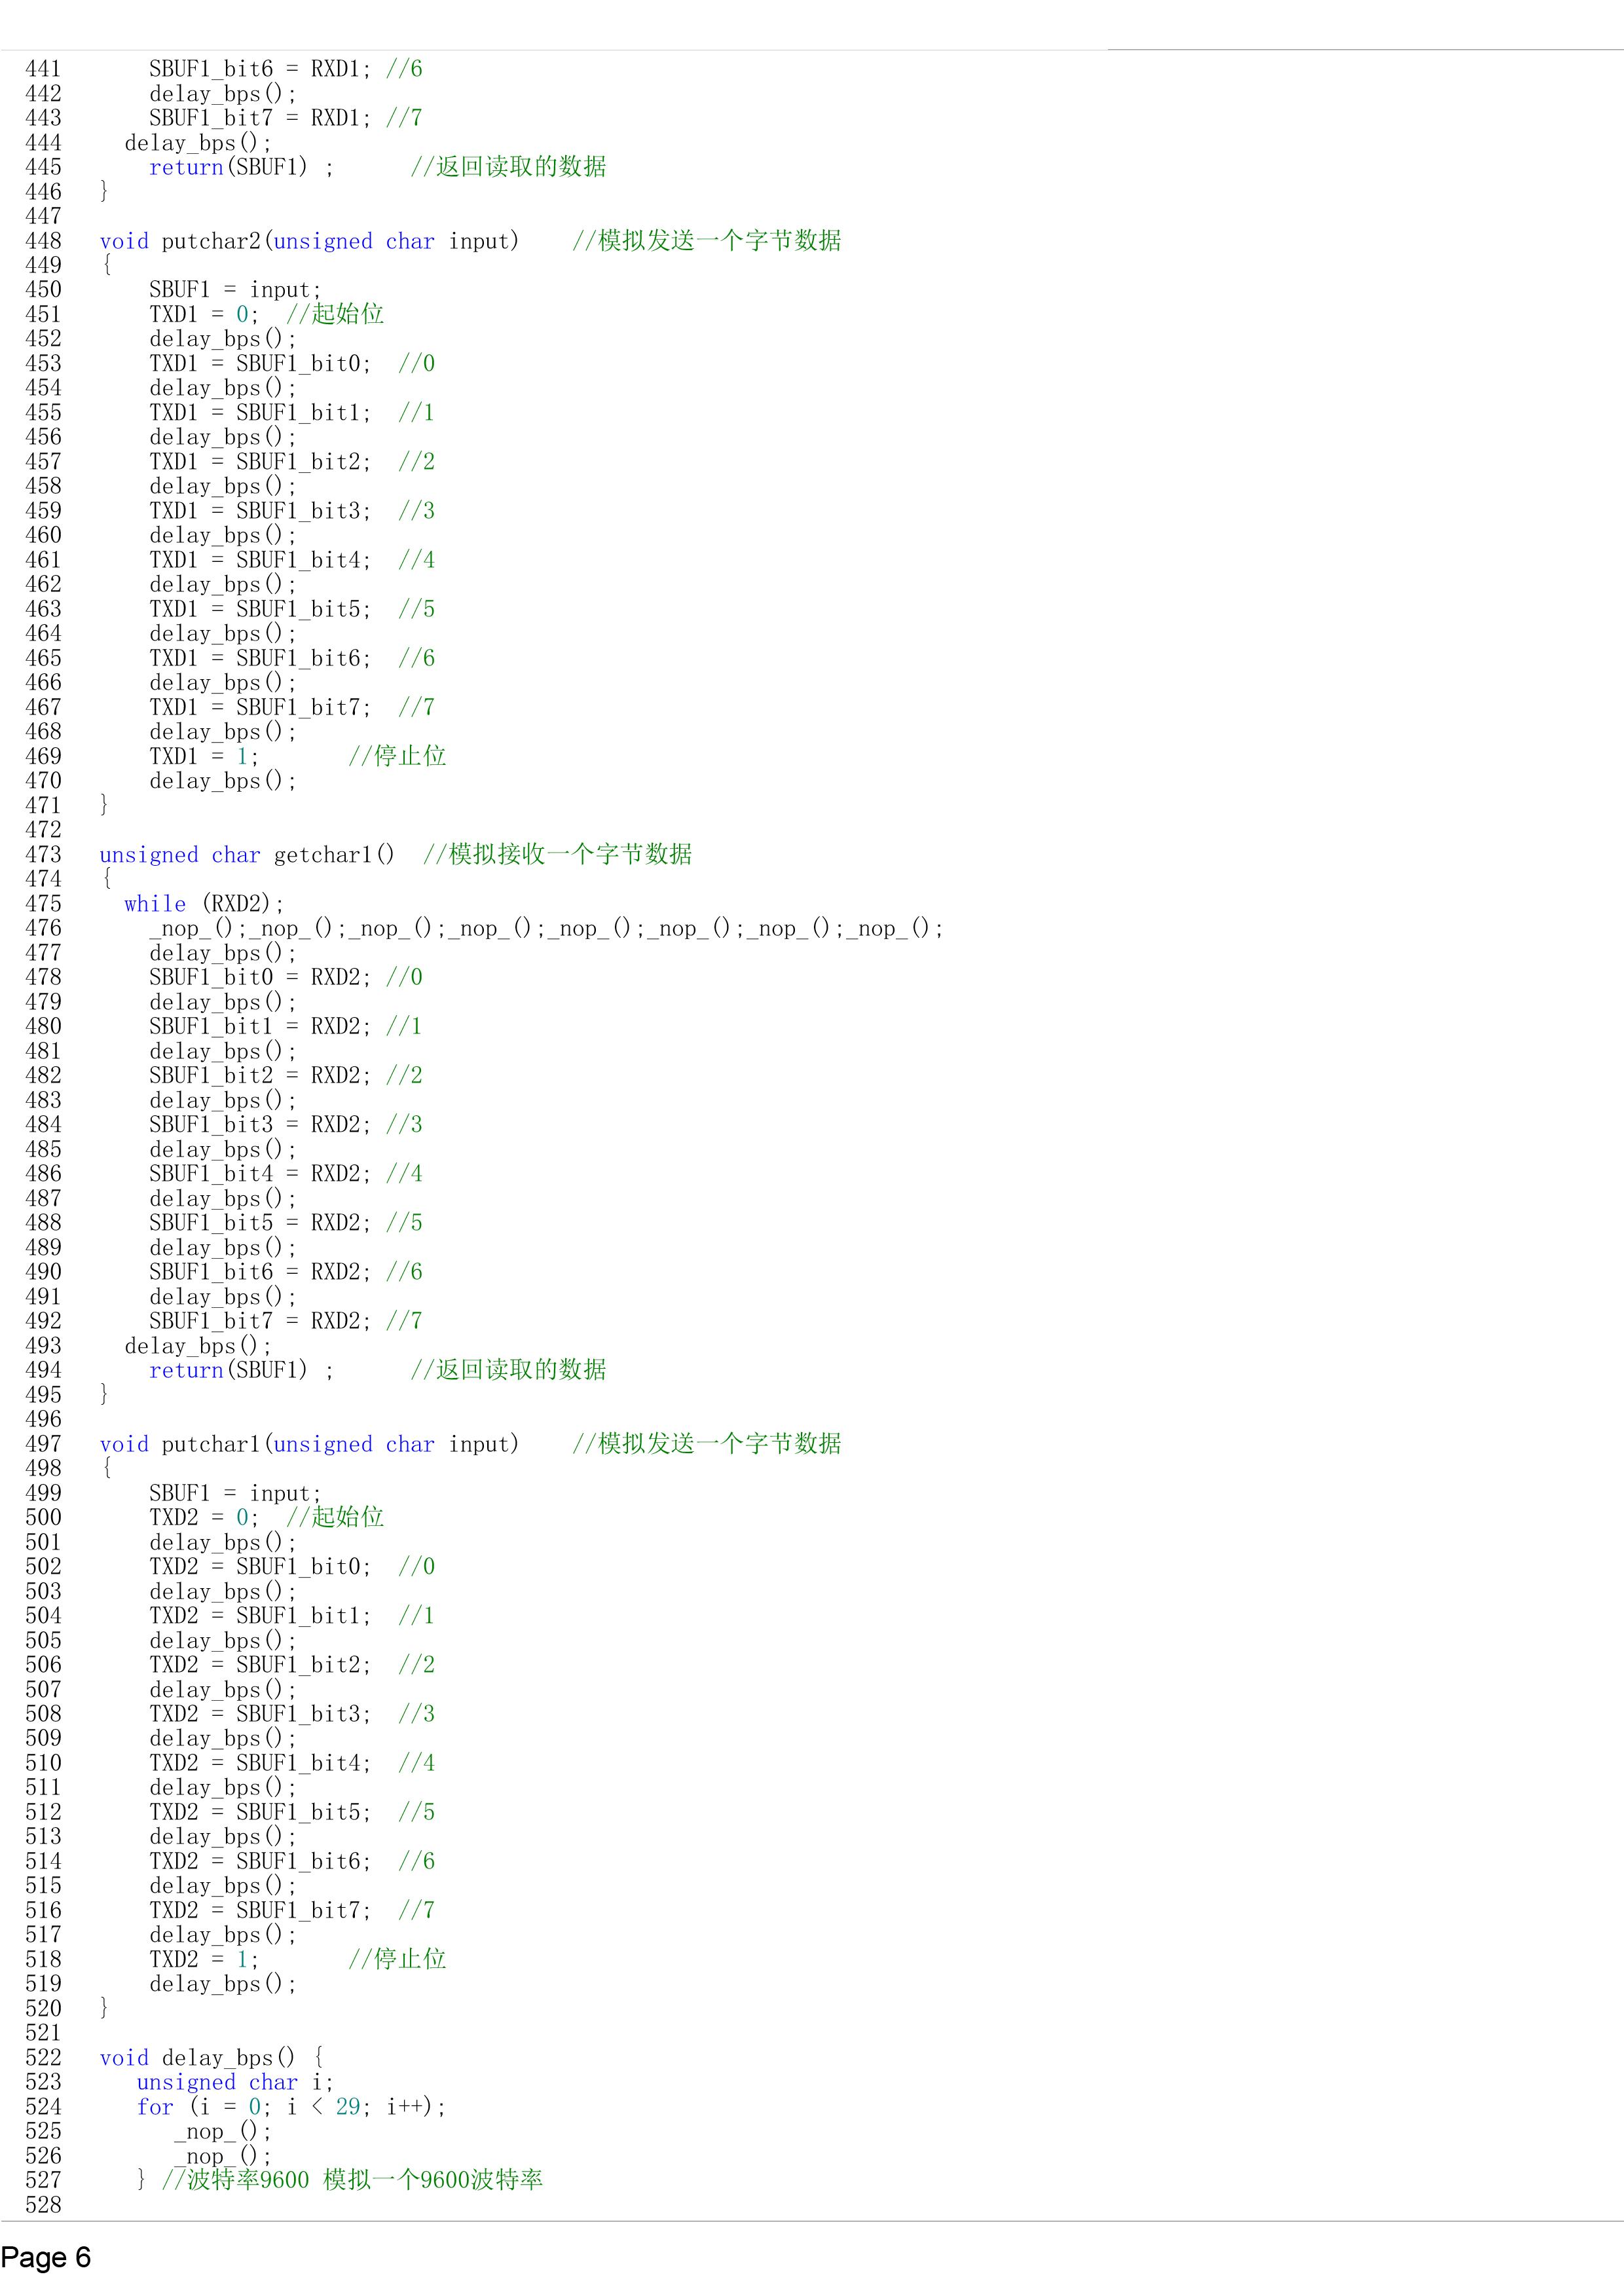 441       SBUF1_bit6 = RXD1; //6
442       delay_bps();
443       SBUF1_bit7 = RXD1; //7
444     delay_bps();
445       return(SBUF1) ;      //返回读取的数据
446   }
447
448   void putchar2(unsigned char input)    //模拟发送一个字节数据
449   {
450       SBUF1 = input;
451       TXD1 = 0;  //起始位
452       delay_bps();
453       TXD1 = SBUF1_bit0;  //0
454       delay_bps();
455       TXD1 = SBUF1_bit1;  //1
456       delay_bps();
457       TXD1 = SBUF1_bit2;  //2
458       delay_bps();
459       TXD1 = SBUF1_bit3;  //3
460       delay_bps();
461       TXD1 = SBUF1_bit4;  //4
462       delay_bps();
463       TXD1 = SBUF1_bit5;  //5
464       delay_bps();
465       TXD1 = SBUF1_bit6;  //6
466       delay_bps();
467       TXD1 = SBUF1_bit7;  //7
468       delay_bps();
469       TXD1 = 1;       //停止位
470       delay_bps();
471   }
472
473   unsigned char getchar1()  //模拟接收一个字节数据
474   {
475     while (RXD2);
476       _nop_();_nop_();_nop_();_nop_();_nop_();_nop_();_nop_();_nop_();
477       delay_bps();
478       SBUF1_bit0 = RXD2; //0
479       delay_bps();
480       SBUF1_bit1 = RXD2; //1
481       delay_bps();
482       SBUF1_bit2 = RXD2; //2
483       delay_bps();
484       SBUF1_bit3 = RXD2; //3
485       delay_bps();
486       SBUF1_bit4 = RXD2; //4
487       delay_bps();
488       SBUF1_bit5 = RXD2; //5
489       delay_bps();
490       SBUF1_bit6 = RXD2; //6
491       delay_bps();
492       SBUF1_bit7 = RXD2; //7
493     delay_bps();
494       return(SBUF1) ;      //返回读取的数据
495   }
496
497   void putchar1(unsigned char input)    //模拟发送一个字节数据
498   {
499       SBUF1 = input;
500       TXD2 = 0;  //起始位
501       delay_bps();
502       TXD2 = SBUF1_bit0;  //0
503       delay_bps();
504       TXD2 = SBUF1_bit1;  //1
505       delay_bps();
506       TXD2 = SBUF1_bit2;  //2
507       delay_bps();
508       TXD2 = SBUF1_bit3;  //3
509       delay_bps();
510       TXD2 = SBUF1_bit4;  //4
511       delay_bps();
512       TXD2 = SBUF1_bit5;  //5
513       delay_bps();
514       TXD2 = SBUF1_bit6;  //6
515       delay_bps();
516       TXD2 = SBUF1_bit7;  //7
517       delay_bps();
518       TXD2 = 1;       //停止位
519       delay_bps();
520   }
521
522   void delay_bps() {
523      unsigned char i;
524      for (i = 0; i < 29; i++);
525         _nop_();
526         _nop_();
527      } //波特率9600 模拟一个9600波特率
528
Page 6